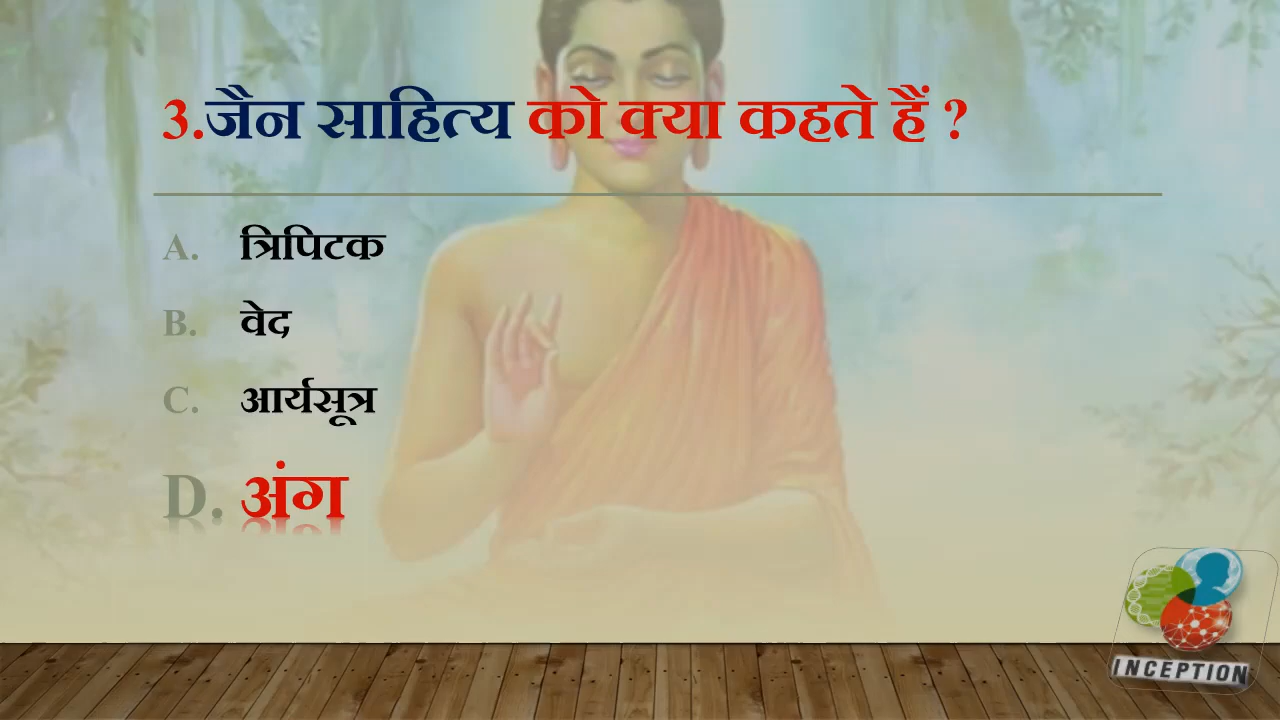 3.जैन साहित्य को क्या कहते हैं ?
A. त्रिपिटक
B. वेद
C. आर्यसूत्र
D. अंग
INCEPTION